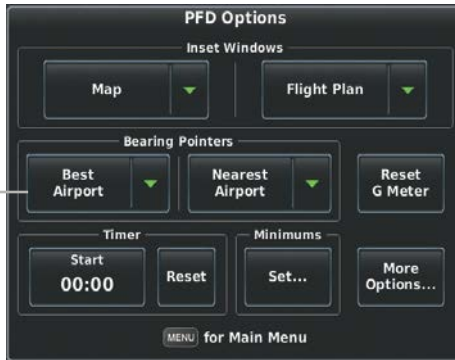 PFD Options
Inset Windows
Map
Flight Plan
Bearing Pointers
Best
Airport
Nearest
Airport
Reset
G Meter
Timer
Start
00:00
Reset
Minimums
Set...
More
Options...
MENU for Main Menu